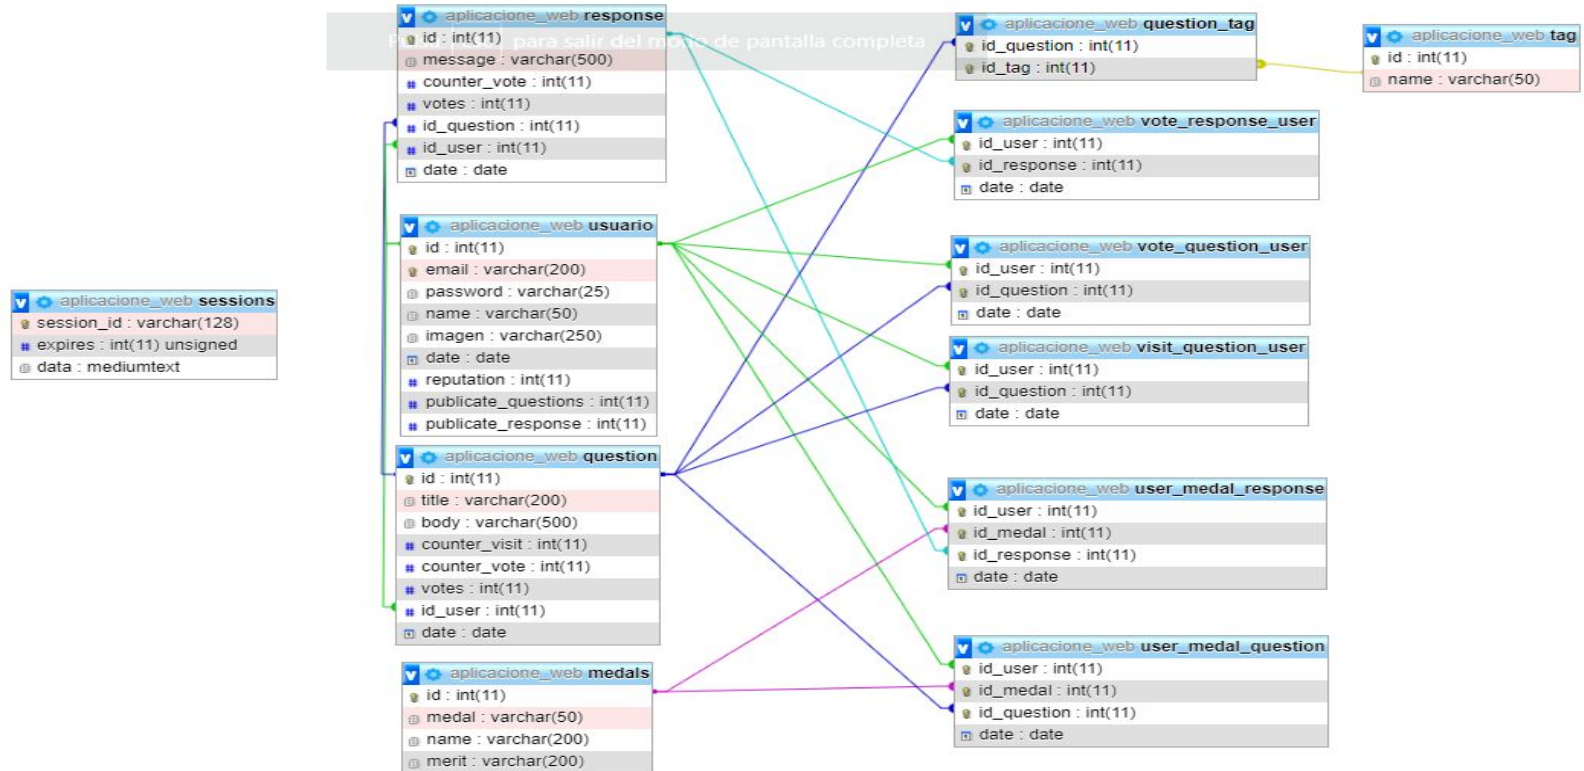 aplicacione_web response
id : int(11)
message : varchar(500)
counter_vote : int(11)
votes : int(11)
id_question : int(11)
id_user : int(11)
date : date
para salir del modo de pantalla completa
aplicacione_web usuario
id : int(11)
email : varchar(200)
password : varchar(25)
name : varchar(50)
imagen : varchar(250)
date : date
reputation : int(11)
publicate_questions : int(11)
publicate_response : int(11)
aplicacione_web sessions
session_id : varchar(128)
expires : int(11) unsigned
data : mediumtext
aplicacione_web question
id : int(11)
title : varchar(200)
body : varchar(500)
counter_visit : int(11)
counter_vote : int(11)
votes : int(11)
id_user : int(11)
date : date
aplicacione_web medals
id : int(11)
medal : varchar(50)
name : varchar(200)
merit : varchar(200)
aplicacione_web question_tag
id_question : int(11)
id_tag : int(11)
aplicacione_web tag
id : int(11)
name : varchar(50)
aplicacione_web vote_response_user
id_user : int(11)
id_response : int(11)
date : date
aplicacione_web vote_question_user
id_user : int(11)
id_question : int(11)
date : date
aplicacione_web visit_question_user
id_user : int(11)
id_question : int(11)
date : date
aplicacione_web user_medal_response
id_user : int(11)
id_medal : int(11)
id_response : int(11)
date : date
aplicacione_web user_medal_question
id_user : int(11)
id_medal : int(11)
id_question : int(11)
date : date